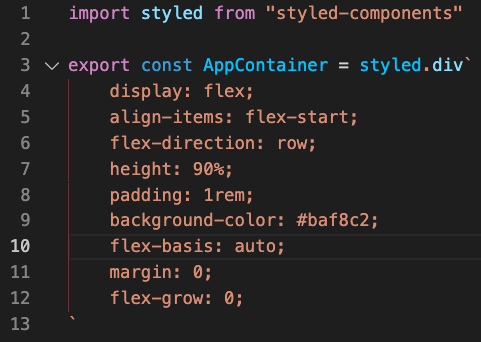 1 import styled from "styled-components"
2
3 export const AppContainer = styled.div`
4 display: flex;
5 align-items: flex-start;
6 flex-direction: row;
7 height: 90%;
8 padding: 1rem;
9 background-color: #baf8c2;
10 flex-basis: auto;
11 margin: 0;
12 flex-grow: 0;
13 `